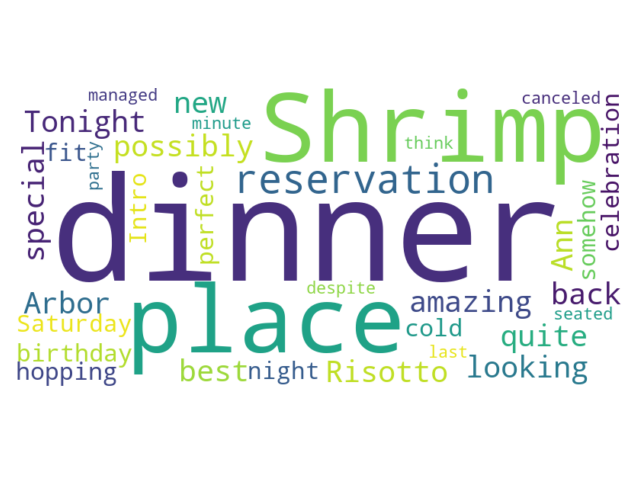 managed
canceled
new
Shrimp
Tonight
minute
possibly
think
celebration
fit
party
special
Intro
perfect
reservation
dinner
Ann
somehow
despite
place
Arbor
amazing
back
Saturday
cold
seated
quite
birthday
last
hopping
best
night
Risotto
looking